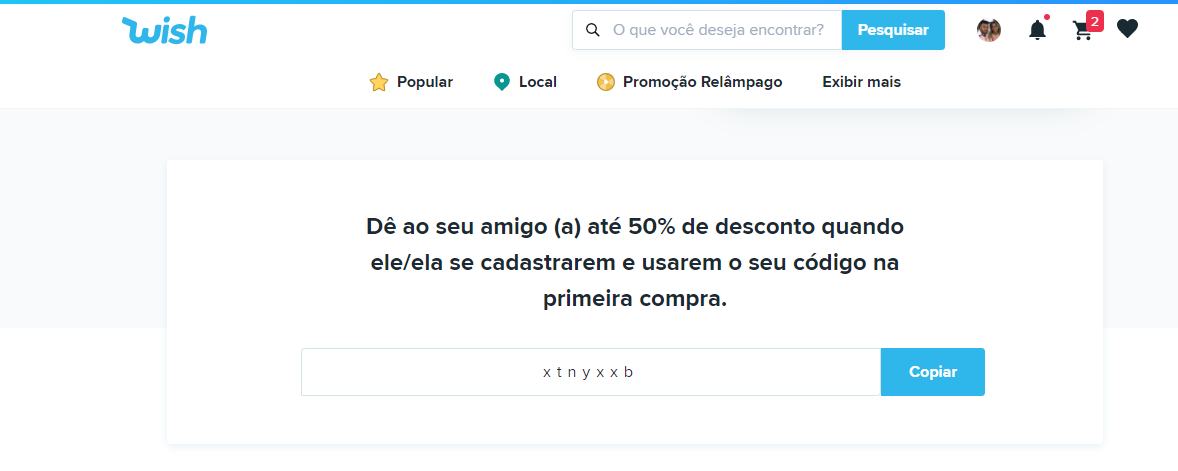 wish
O que você deseja encontrar?
Pesquisar
2
Popular
Local
Promoção Relâmpago
Exibir mais
Dê ao seu amigo (a) até 50% de desconto quando
ele/ela se cadastrarem e usarem o seu código na
primeira compra.
xtnyxxb
Copiar